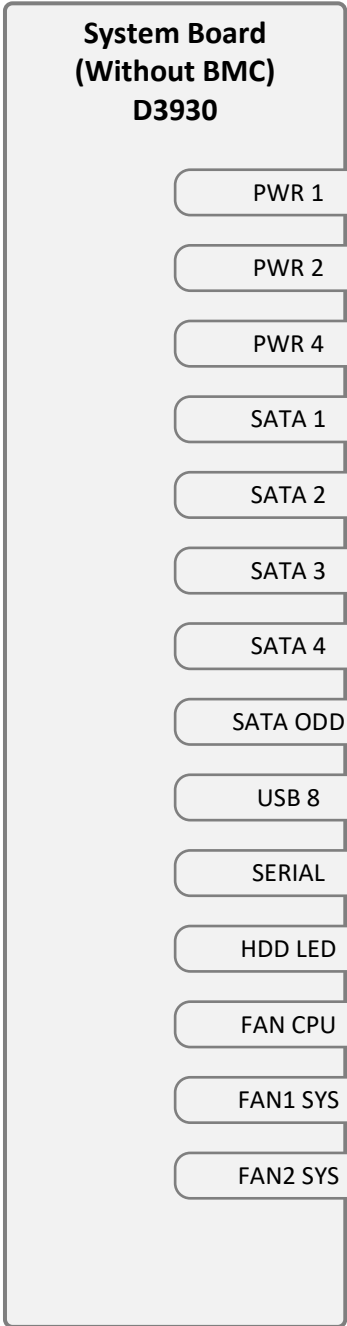 System Board
(Without BMC)
D3930
PWR 1
PWR 2
PWR 4
SATA 1
SATA 2
SATA 3
SATA 4
SATA ODD
USB 8
SERIAL
HDD LED
FAN CPU
FAN1 SYS
FAN2 SYS